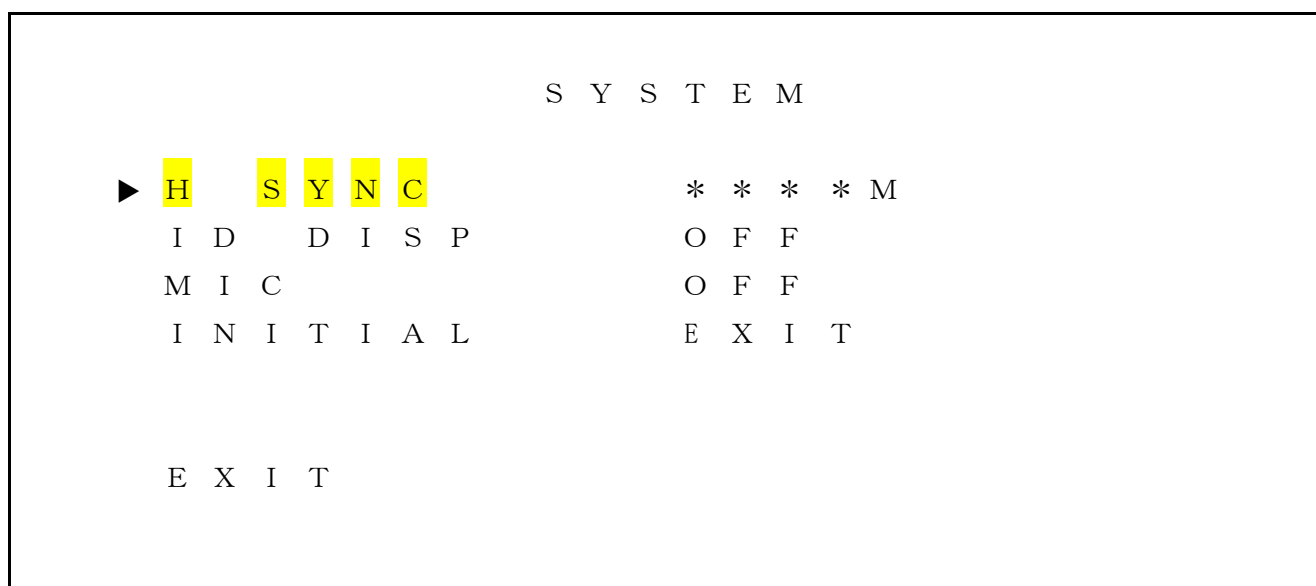 SYSTEM
▶ H SYNC ****M
ID DISP OFF
MIC OFF
INITIAL EXIT
EXIT